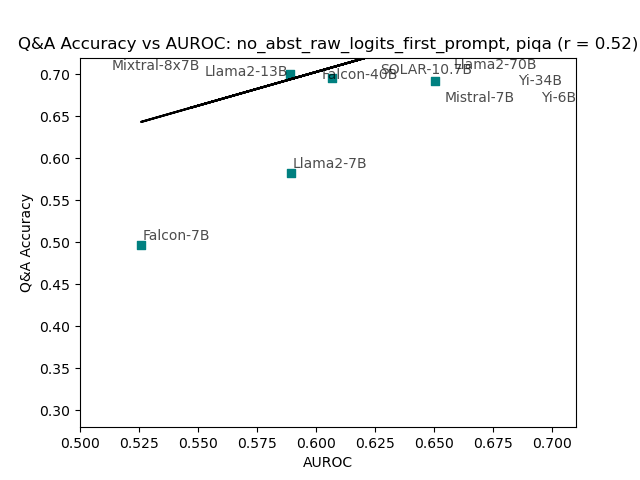 Q&A Accuracy vs AUROC: no_abst_raw_logits_first_prompt, piqa (r = 0.52)
Mixtral-8x7B
Llama2-13B
Falcon-40B
SOLAR-10.7B
Llama2-70B
Yi-34B
Mistral-7B
Yi-6B
Llama2-7B
Falcon-7B
Q&A Accuracy
0.70
0.65
0.60
0.55
0.50
0.45
0.40
0.35
0.30
0.500 0.525 0.550 0.575 0.600 0.625 0.650 0.675 0.700
AUROC